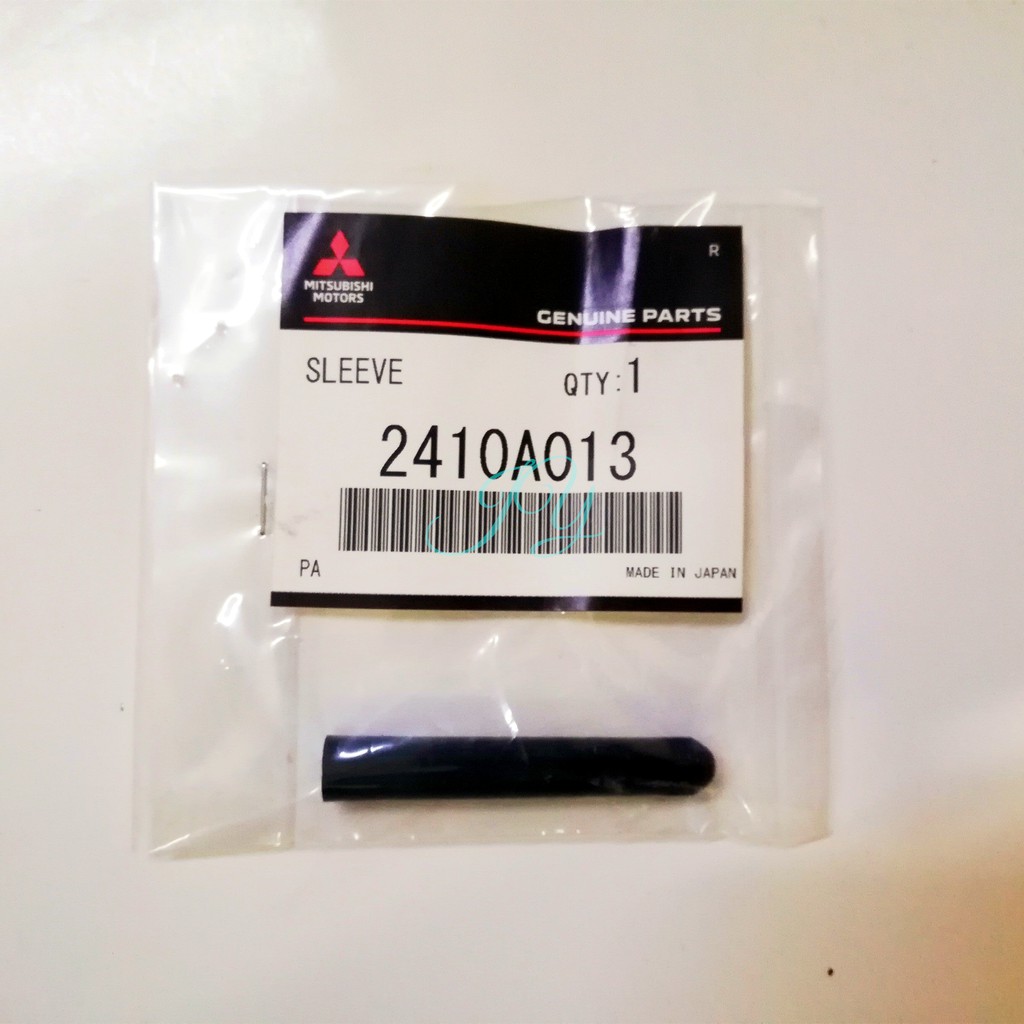 R
MITSUBISHI
MOTORS
GENUINE PARTS
SLEEVE QTY:1
2410A013
PA MADE IN JAPAN